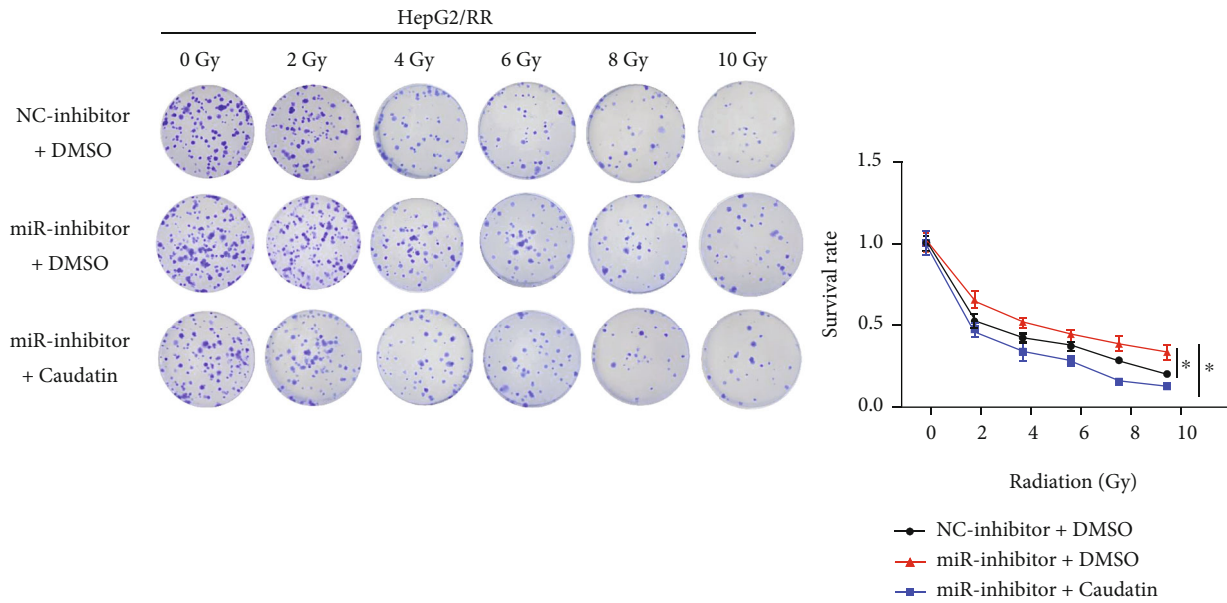 HepG2/RR
0 Gy 2 Gy 4 Gy 6 Gy 8 Gy 10 Gy
NC-inhibitor
+ DMSO
miR-inhibitor
+ DMSO
miR-inhibitor
+ Caudatin
1.5
1.0
0.5
0.0
Survival rate
* *
0 2 4 6 8 10
Radiation (Gy)
NC-inhibitor + DMSO
miR-inhibitor + DMSO
miR-inhibitor + Caudatin